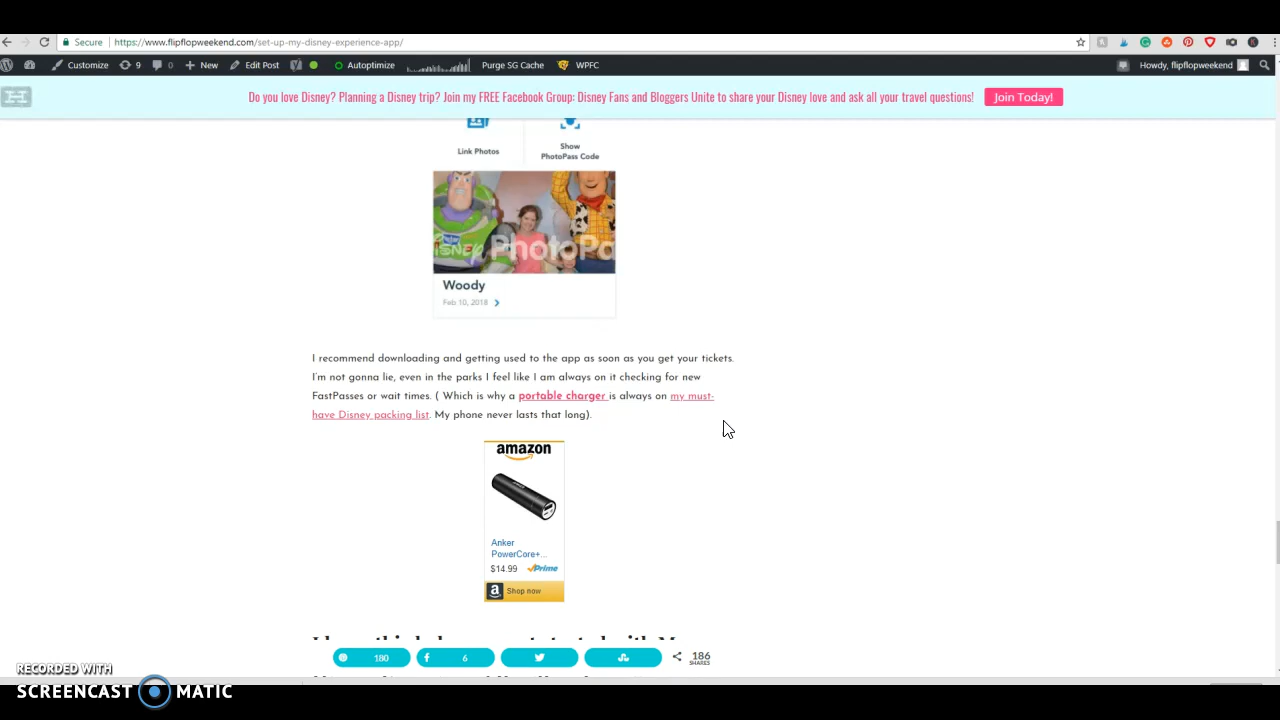 Secure https://www.flipflopweekend.com/set-up-my-disney-experience-app/
Customize 9 0 New Edit Post Autoptimize Purge SG Cache WPFC Howdy, flipflopweekend
Do you love Disney? Planning a Disney trip? Join my FREE Facebook Group: Disney Fans and Bloggers Unite to share your Disney love and ask all your travel questions! Join Today!
Link Photos
Show
PhotoPass Code
DISNEY PhotoPa
Woody
Feb 10, 2018
I recommend downloading and getting used to the app as soon as you get your tickets.
I'm not gonna lie, even in the parks I feel like I am always on it checking for new
FastPasses or wait times. ( Which is why a portable charger is always on my must-
have Disney packing list. My phone never lasts that long).
amazon
Anker
PowerCore+...
$14.99 Prime
a Shop now
180 6 186
SHARES
RECORDED WITH
SCREENCAST MATIC